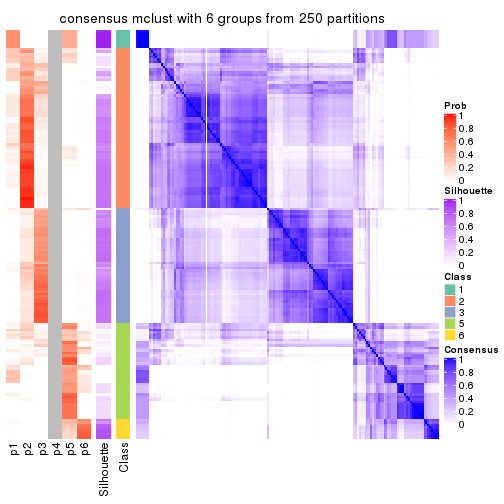 consensus mclust with 6 groups from 250 partitions
Prob
1
0.8
0.6
0.4
0.2
0
Silhouette
1
0.8
0.6
0.4
0.2
0
Class
1
2
3
5
6
Consensus
1
0.8
0.6
0.4
0.2
0
p1
p2
p3
p4
p5
p6
Silhouette
Class